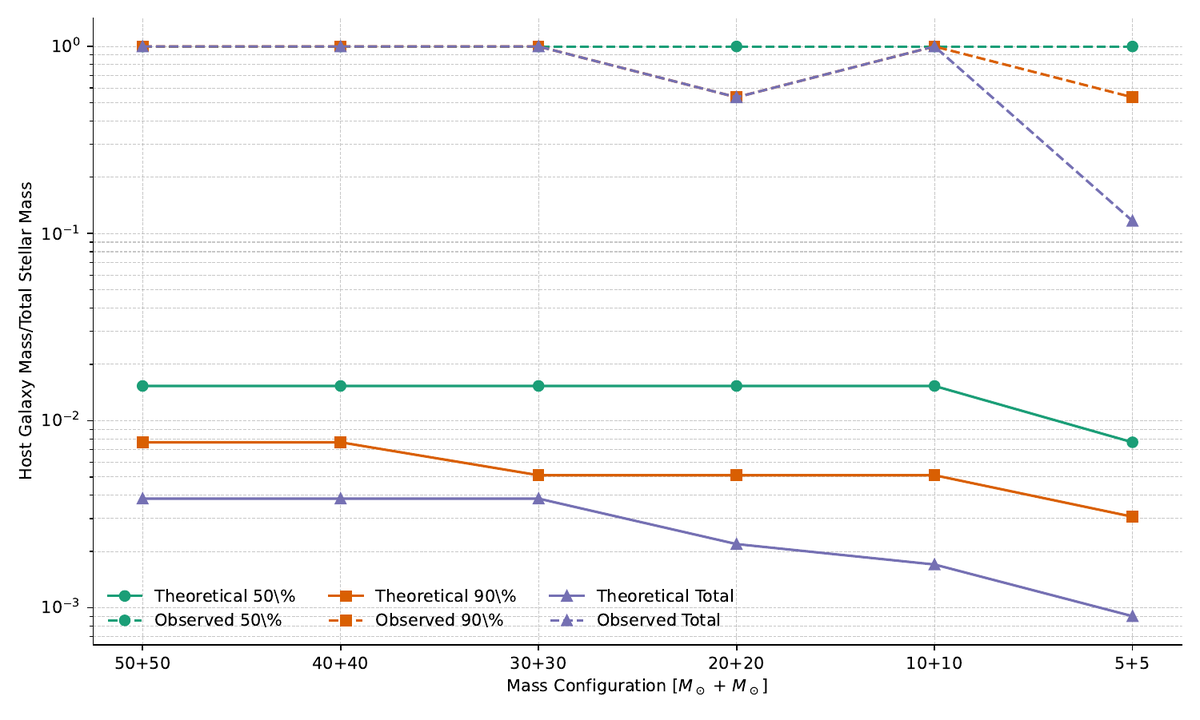 Host Galaxy Mass/Total Stellar Mass
10⁰
10⁻¹
10⁻²
10⁻³
Theoretical 50\% Theoretical 90\% Theoretical Total
Observed 50\% Observed 90\% Observed Total
50+50 40+40 30+30 20+20 10+10 5+5
Mass Configuration [M⊙ + M⊙]